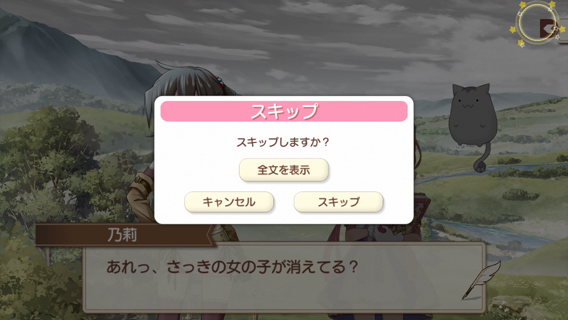 スキップ
スキップしますか？
全文を表示
キャンセル
スキップ
乃莉
あれっ、さっきの女の子が消えてる？